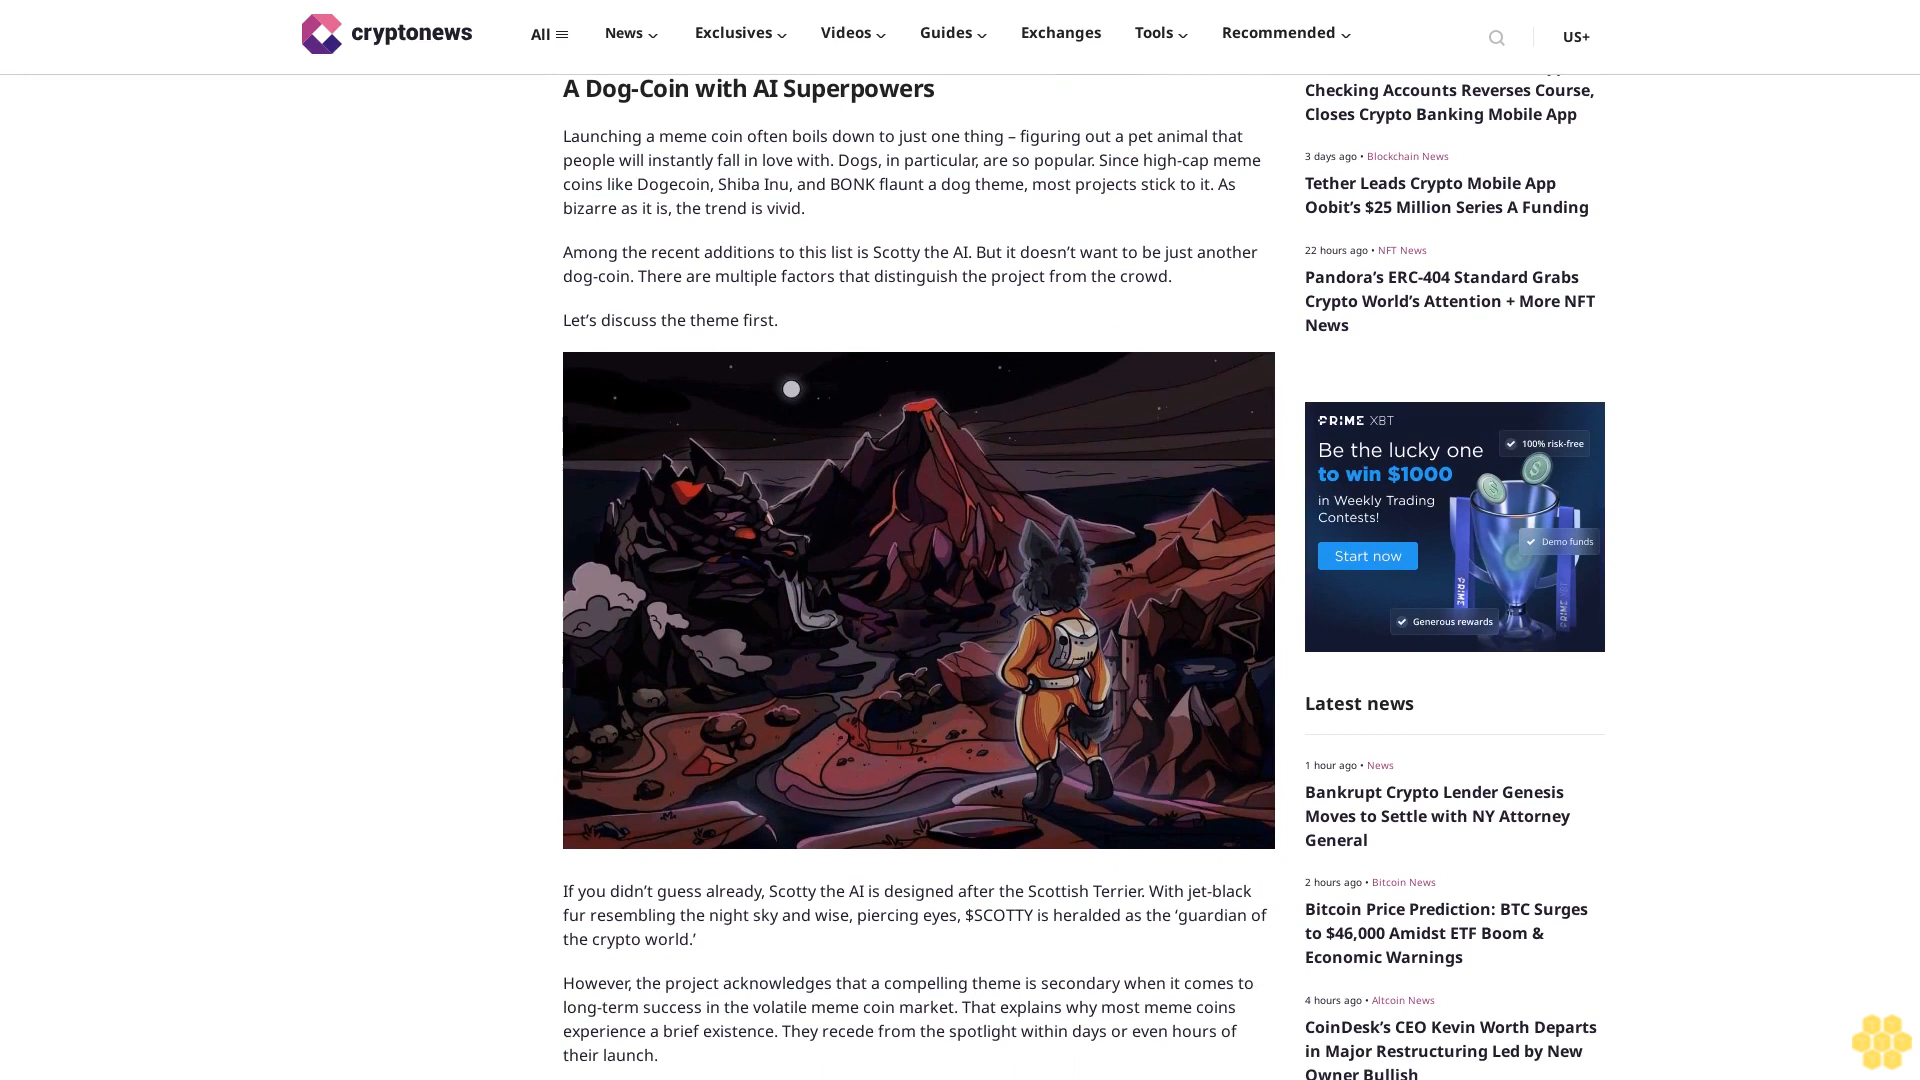 cryptonews
All
News
Exclusives
Videos
Guides
Exchanges
Tools
Recommended
US+
A Dog-Coin with AI Superpowers
Launching a meme coin often boils down to just one thing – figuring out a pet animal that
people will instantly fall in love with. Dogs, in particular, are so popular. Since high-cap meme
coins like Dogecoin, Shiba Inu, and BONK flaunt a dog theme, most projects stick to it. As
bizarre as it is, the trend is vivid.
Among the recent additions to this list is Scotty the AI. But it doesn’t want to be just another
dog-coin. There are multiple factors that distinguish the project from the crowd.
Let’s discuss the theme first.
If you didn’t guess already, Scotty the AI is designed after the Scottish Terrier. With jet-black
fur resembling the night sky and wise, piercing eyes, $SCOTTY is heralded as the ‘guardian of
the crypto world.’
However, the project acknowledges that a compelling theme is secondary when it comes to
long-term success in the volatile meme coin market. That explains why most meme coins
experience a brief existence. They recede from the spotlight within days or even hours of
their launch.
Checking Accounts Reverses Course,
Closes Crypto Banking Mobile App
3 days ago • Blockchain News
Tether Leads Crypto Mobile App
Oobit’s $25 Million Series A Funding
22 hours ago • NFT News
Pandora’s ERC-404 Standard Grabs
Crypto World’s Attention + More NFT
News
PRIME XBT
100% risk-free
Be the lucky one
to win $1000
in Weekly Trading
Contests!
Demo funds
Start now
PRIME
PRIME
Generous rewards
Latest news
1 hour ago • News
Bankrupt Crypto Lender Genesis
Moves to Settle with NY Attorney
General
2 hours ago • Bitcoin News
Bitcoin Price Prediction: BTC Surges
to $46,000 Amidst ETF Boom &
Economic Warnings
4 hours ago • Altcoin News
CoinDesk’s CEO Kevin Worth Departs
in Major Restructuring Led by New
Owner Bullish